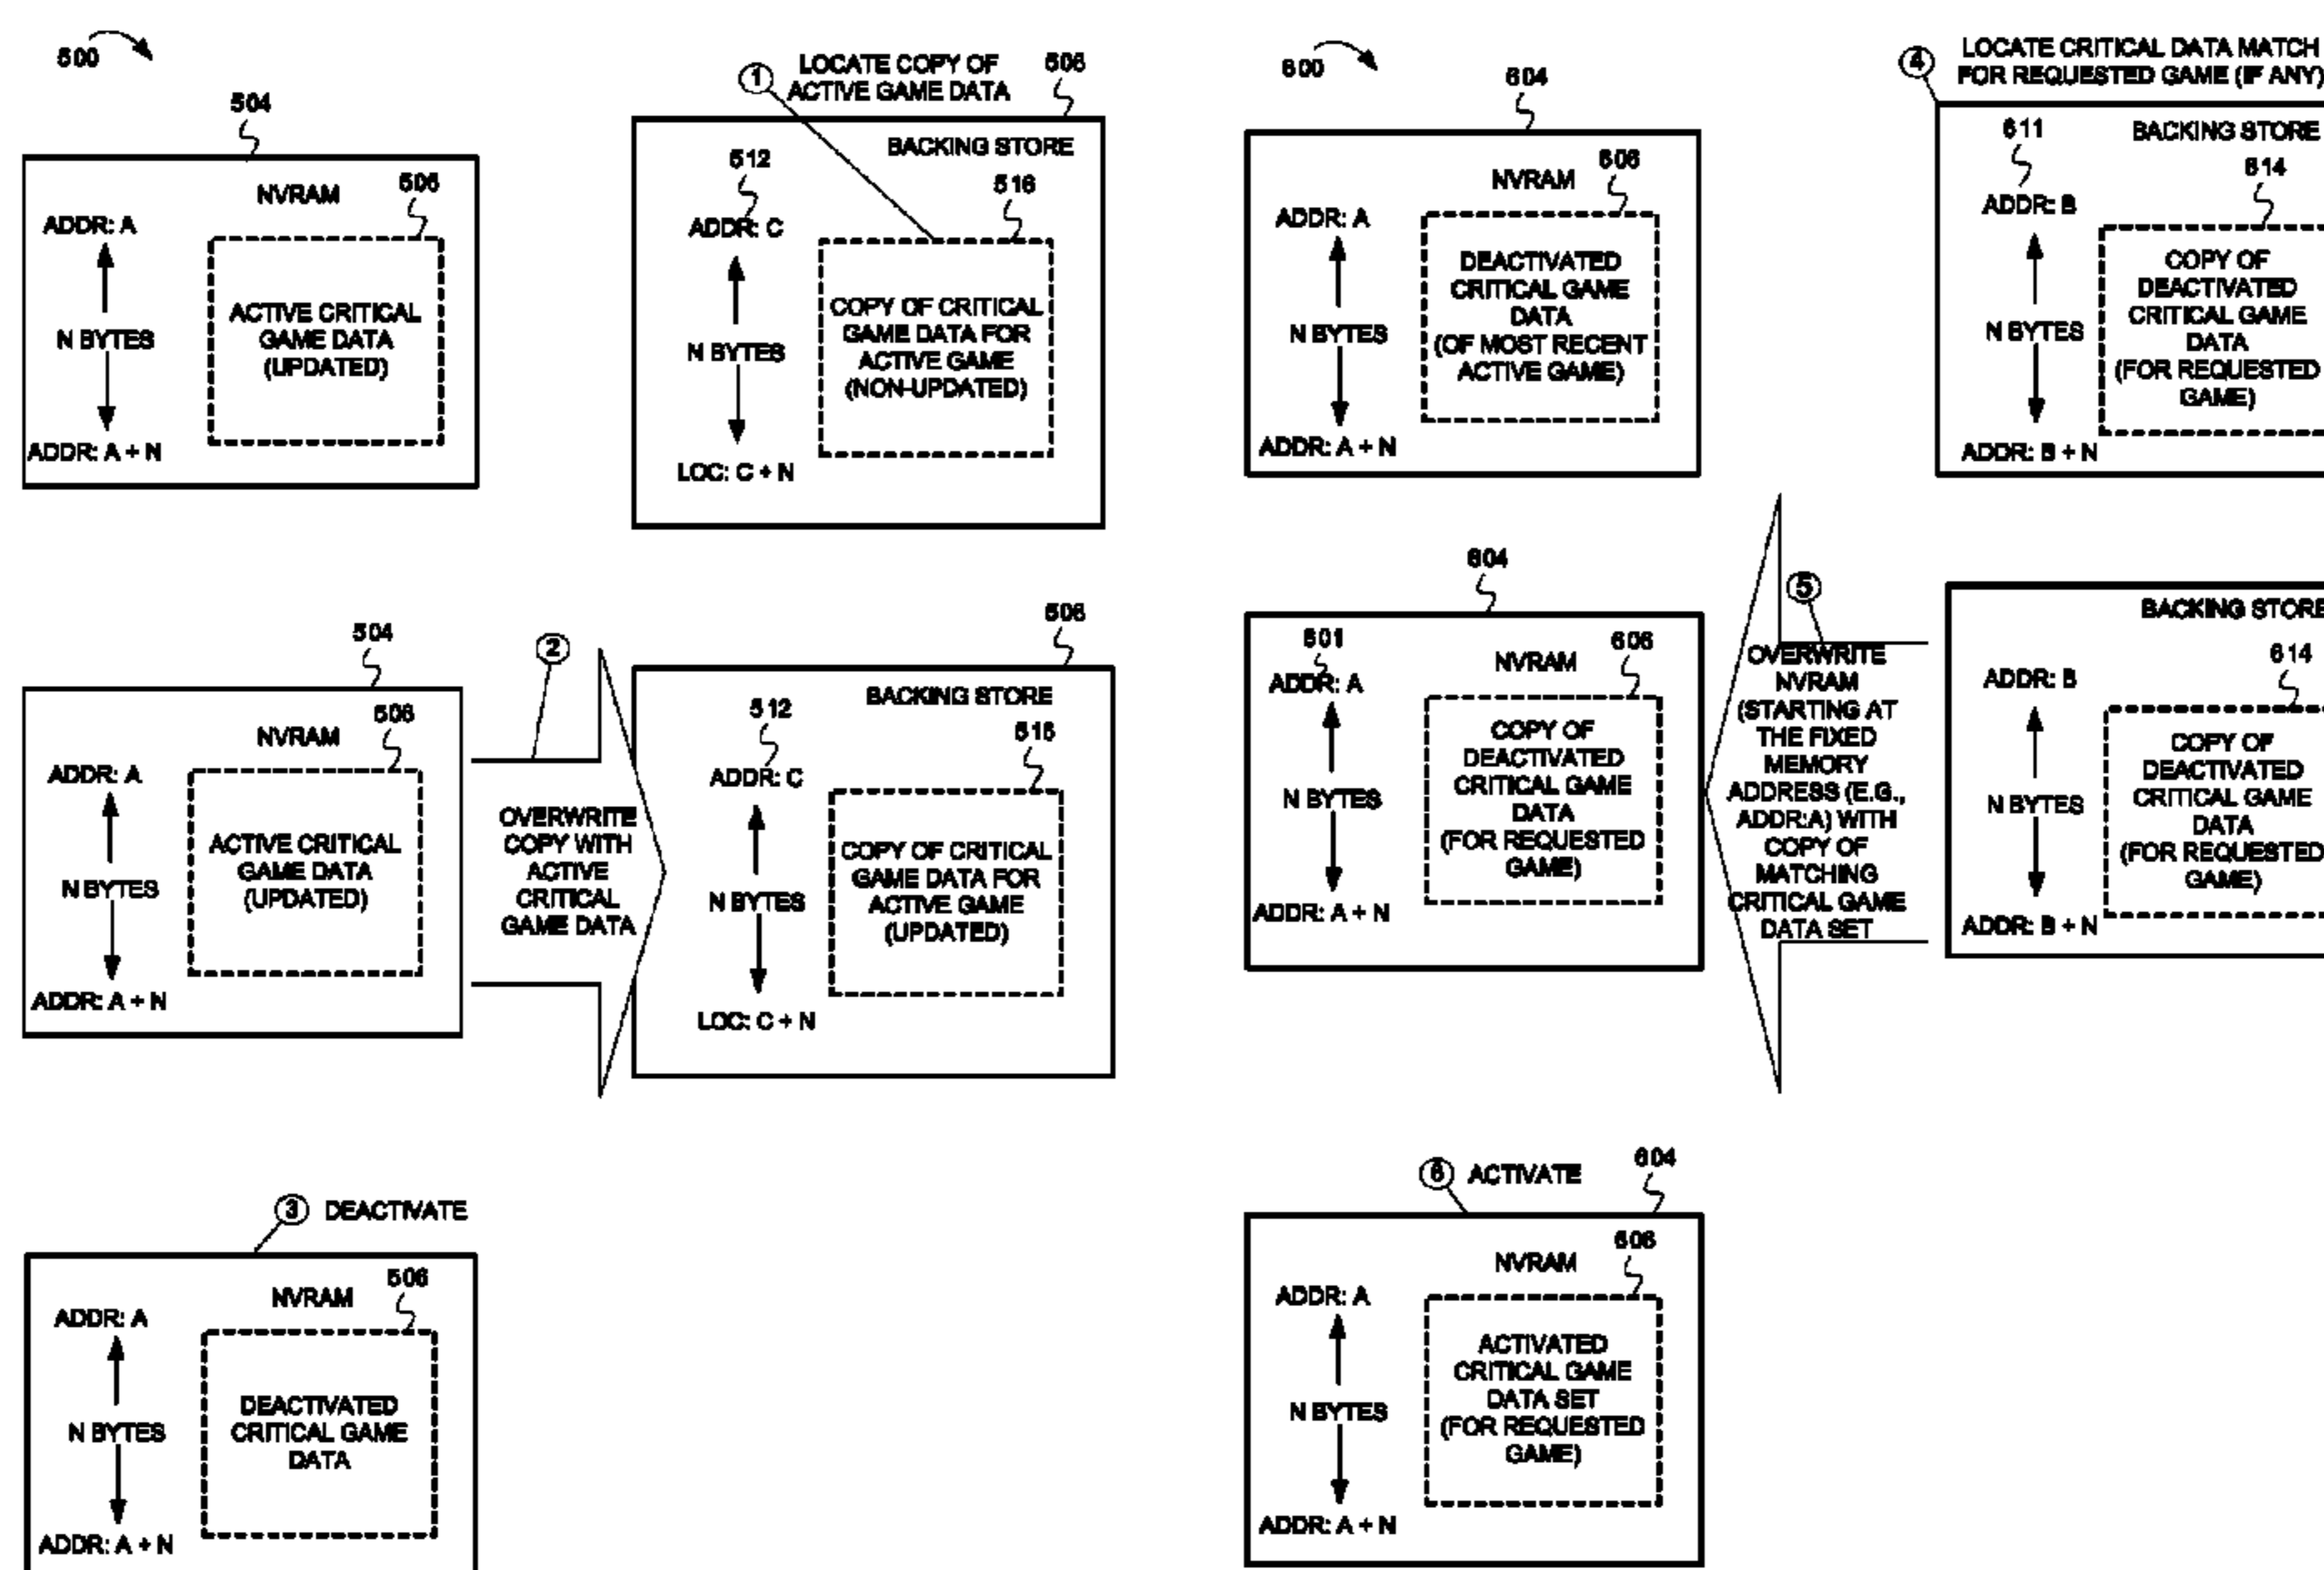 500
504
NVRAM
506
ADDR: A
N BYTES
ADDR: A + N
ACTIVE CRITICAL
GAME DATA
(UPDATED)
1
LOCATE COPY OF
ACTIVE GAME DATA
508
BACKING STORE
512
516
ADDR: C
N BYTES
LOC: C + N
COPY OF CRITICAL
GAME DATA FOR
ACTIVE GAME
(NON-UPDATED)
504
NVRAM
506
ADDR: A
N BYTES
ADDR: A + N
ACTIVE CRITICAL
GAME DATA
(UPDATED)
2
OVERWRITE
COPY WITH
ACTIVE
CRITICAL
GAME DATA
508
BACKING STORE
512
516
ADDR: C
N BYTES
LOC: C + N
COPY OF CRITICAL
GAME DATA FOR
ACTIVE GAME
(UPDATED)
3 DEACTIVATE
NVRAM
506
ADDR: A
N BYTES
ADDR: A + N
DEACTIVATED
CRITICAL GAME
DATA
600
604
NVRAM
606
ADDR: A
N BYTES
ADDR: A + N
DEACTIVATED
CRITICAL GAME
DATA
(OF MOST RECENT
ACTIVE GAME)
4
LOCATE CRITICAL DATA MATCH
FOR REQUESTED GAME (IF ANY)
611
BACKING STORE
614
ADDR: B
N BYTES
ADDR: B + N
COPY OF
DEACTIVATED
CRITICAL GAME
DATA
(FOR REQUESTED
GAME)
604
601
NVRAM
606
ADDR: A
N BYTES
ADDR: A + N
COPY OF
DEACTIVATED
CRITICAL GAME
DATA
(FOR REQUESTED
GAME)
5
OVERWRITE
NVRAM
(STARTING AT
THE FIXED
MEMORY
ADDRESS (E.G.,
ADDR:A) WITH
COPY OF
MATCHING
CRITICAL GAME
DATA SET
BACKING STORE
614
ADDR: B
N BYTES
ADDR: B + N
COPY OF
DEACTIVATED
CRITICAL GAME
DATA
(FOR REQUESTED
GAME)
6 ACTIVATE
604
NVRAM
606
ADDR: A
N BYTES
ADDR: A + N
ACTIVATED
CRITICAL GAME
DATA SET
(FOR REQUESTED
GAME)